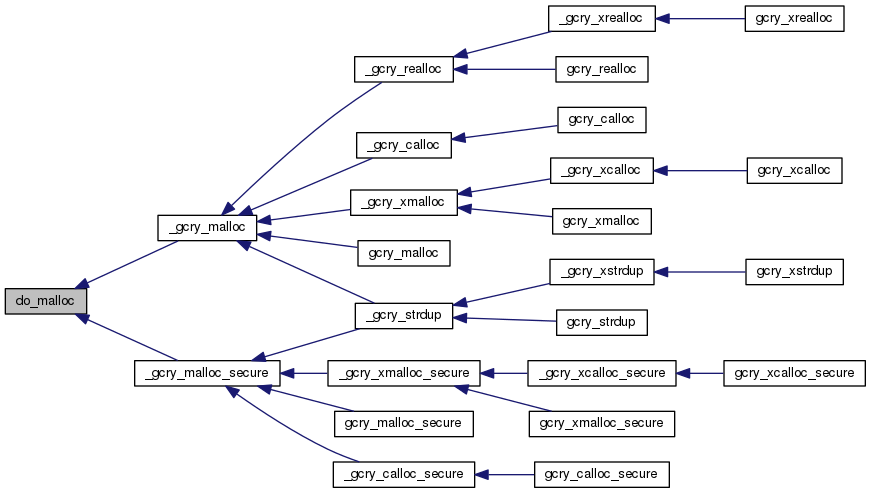 _gcry_xrealloc
gcry_xrealloc
_gcry_realloc
gcry_realloc
gcry_calloc
_gcry_calloc
_gcry_xcalloc
gcry_xcalloc
_gcry_xmalloc
gcry_xmalloc
_gcry_malloc
gcry_malloc
_gcry_xstrdup
gcry_xstrdup
do_malloc
_gcry_strdup
gcry_strdup
_gcry_malloc_secure
_gcry_xmalloc_secure
_gcry_xcalloc_secure
gcry_xcalloc_secure
gcry_malloc_secure
gcry_xmalloc_secure
_gcry_calloc_secure
gcry_calloc_secure